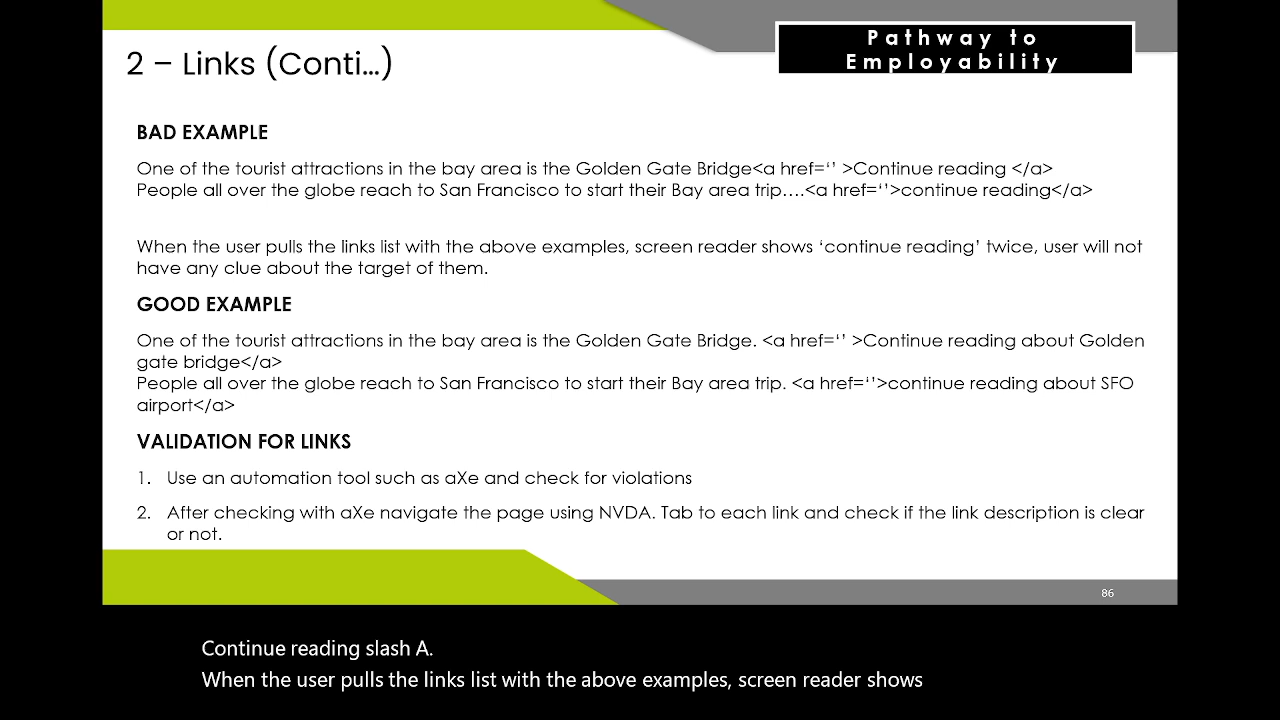 Pathway to
Employability
2 – Links (Conti…)
BAD EXAMPLE
One of the tourist attractions in the bay area is the Golden Gate Bridge<a href=‘’ >Continue reading </a>
People all over the globe reach to San Francisco to start their Bay area trip….<a href=‘’>continue reading</a>
When the user pulls the links list with the above examples, screen reader shows ‘continue reading’ twice, user will not
have any clue about the target of them.
GOOD EXAMPLE
One of the tourist attractions in the bay area is the Golden Gate Bridge. <a href=‘’ >Continue reading about Golden
gate bridge</a>
People all over the globe reach to San Francisco to start their Bay area trip. <a href=‘’>continue reading about SFO
airport</a>
VALIDATION FOR LINKS
1. Use an automation tool such as aXe and check for violations
2. After checking with aXe navigate the page using NVDA. Tab to each link and check if the link description is clear
or not.
86
Continue reading slash A.
When the user pulls the links list with the above examples, screen reader shows